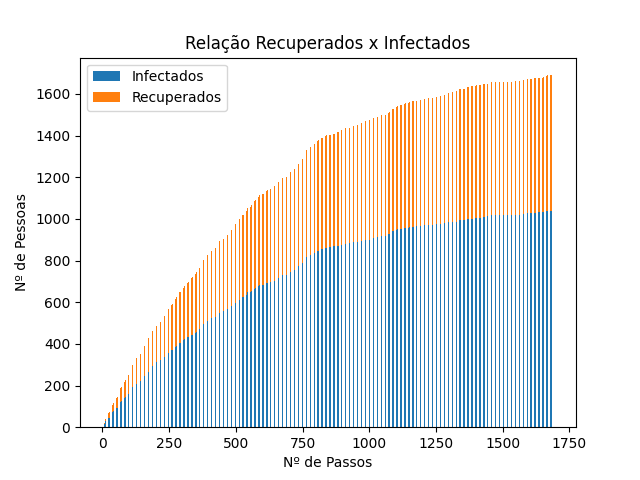 Relação Recuperados x Infectados
Infectados
Recuperados
Nº de Pessoas
1600
1400
1200
1000
800
600
400
200
0
0 250 500 750 1000 1250 1500 1750
Nº de Passos